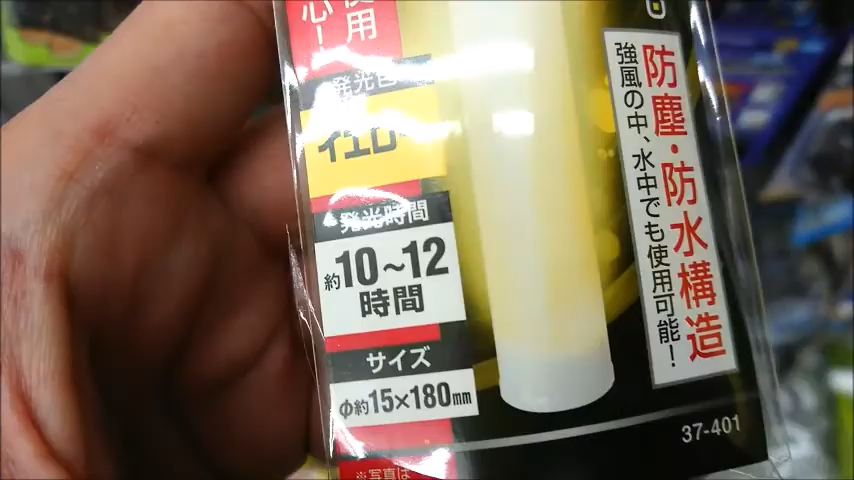 使用
心!
発光色
イエロー
発光時間
約10~12
時間
サイズ
Φ約15×180mm
※写真は
防塵・防水構造
強風の中、水中でも使用可能!
37-401